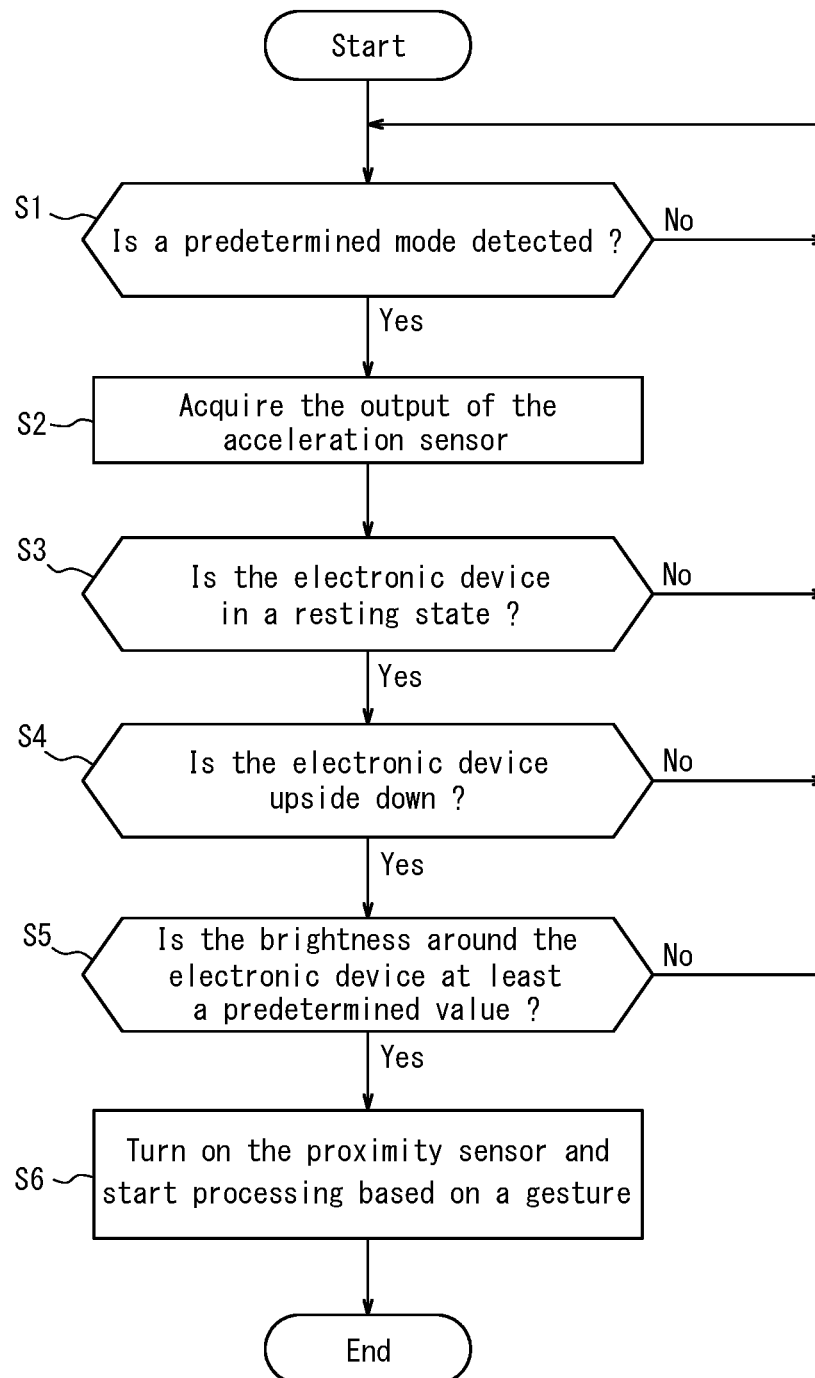 Start
S1
Is a predetermined mode detected ?
No
Yes
S2
Acquire the output of the
acceleration sensor
S3
Is the electronic device
in a resting state ?
No
Yes
S4
Is the electronic device
upside down ?
No
Yes
S5
Is the brightness around the
electronic device at least
a predetermined value ?
No
Yes
S6
Turn on the proximity sensor and
start processing based on a gesture
End